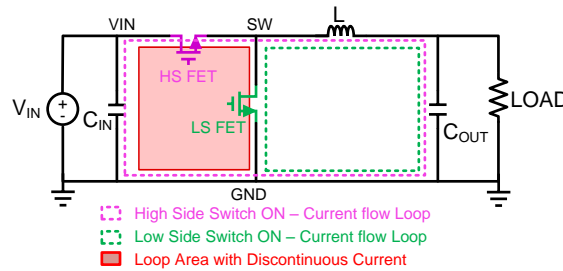 VIN SW L
HS FET
VIN + - CIN LS FET COUT LOAD
GND
High Side Switch ON – Current flow Loop
Low Side Switch ON – Current flow Loop
Loop Area with Discontinuous Current